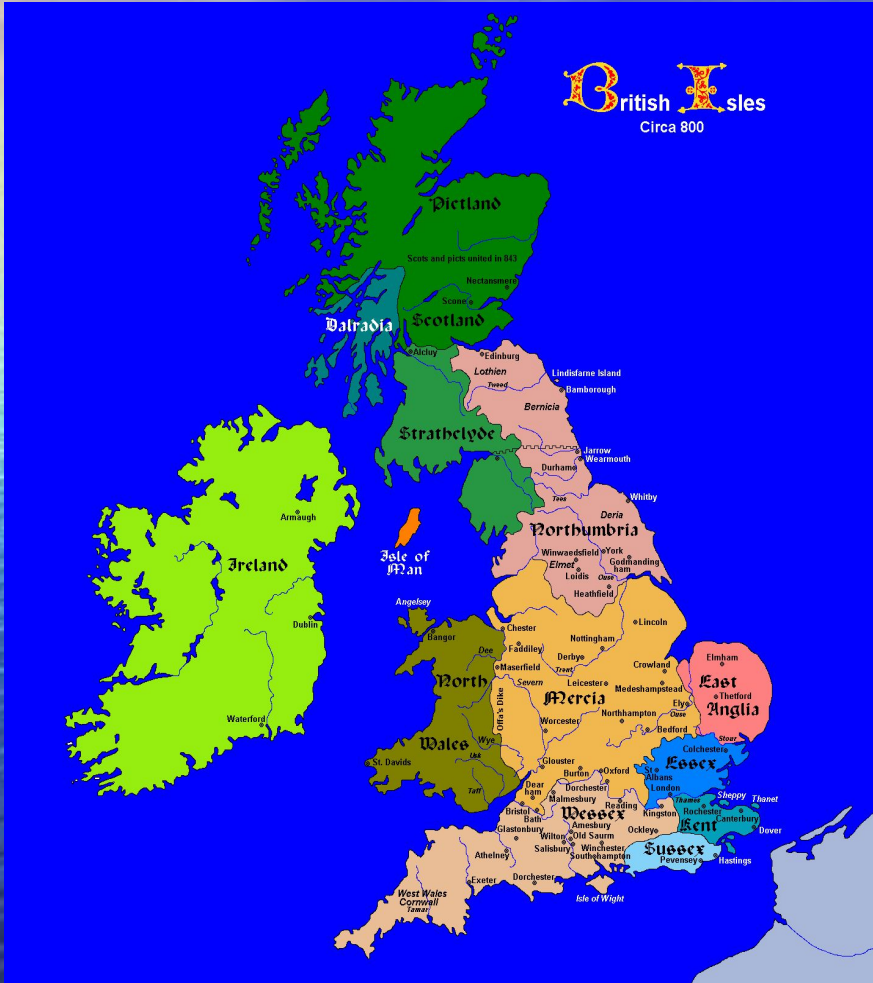 British Isles
Circa 800
Pictland
Scots and picts united in 843
Nectansmere
Scone
Scotland
Dalradia
Alcluy
Edinburg
Lothien
Tweed
Lindisfarne Island
Bamborough
Bernicia
Strathclyde
Jarrow
Wearmouth
Durham
Tees
Whitby
Deria
Northumbria
Armaugh
Isle of
Man
Winwaedsfield
York
Elmet
Godmanding
ham
Loidis
Ouse
Heathfield
Ireland
Angelsey
Dublin
Bangor
Chester
Lincoln
Nottingham
Faddiley
Dee
Derby
Maserfield
Trent
Crowland
Elmham
North
Severn
Leicester
Medeshampstead
East
Mercia
Thetford
Ely
Anglia
Offa's Dike
Ouse
Northhampton
Worcester
Waterford
Bedford
Wales
Wye
Stour
Usk
Colchester
St. Davids
Essex
Glouster
Burton
Oxford
St
Albans
Taff
Dear
ham
Dorchester
London
Malmesbury
Thames
Sheppy
Thanet
Reading
Rochester
Bristol
Wessex
Kingston
Canterbury
Bath
Kent
Amesbury
Glastonbury
Ockley
Dover
Wilton
Old Saurm
Salisbury
Winchester
Sussex
Athelney
Southampton
Pevensey
Hastings
Exeter
Dorchester
West Wales
Cornwall
Tamar
Isle of Wight